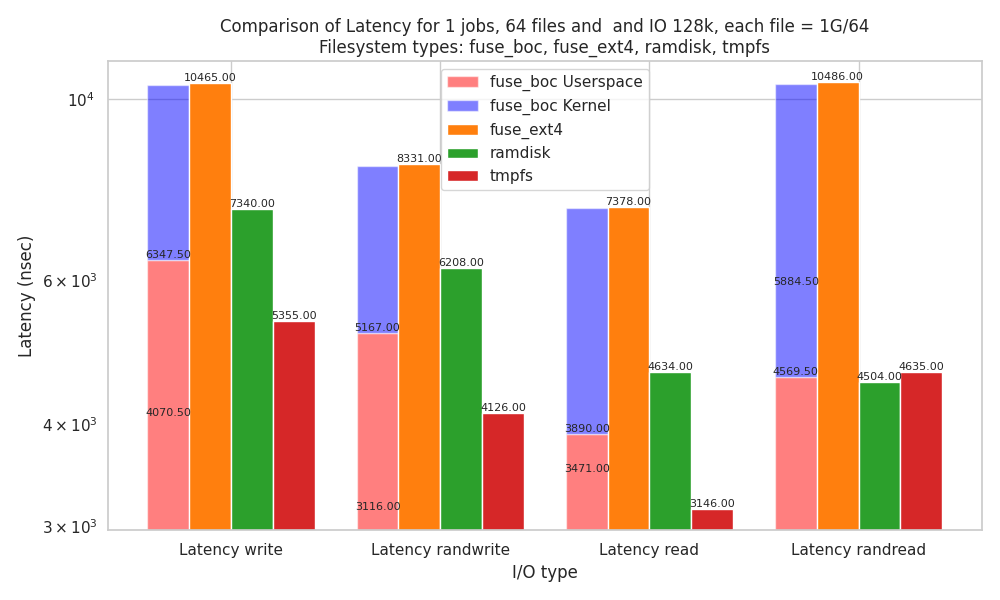 Comparison of Latency for 1 jobs, 64 files and  and IO 128k, each file = 1G/64
Filesystem types: fuse_boc, fuse_ext4, ramdisk, tmpfs
fuse_boc Userspace
fuse_boc Kernel
fuse_ext4
ramdisk
tmpfs
Latency (nsec)
10⁴
6 × 10³
4 × 10³
3 × 10³
6347.50
4070.50
10465.00
7340.00
5355.00
5167.00
3116.00
8331.00
6208.00
4126.00
3890.00
3471.00
7378.00
4634.00
3146.00
5884.50
4569.50
10486.00
4504.00
4635.00
Latency write
Latency randwrite
Latency read
Latency randread
I/O type